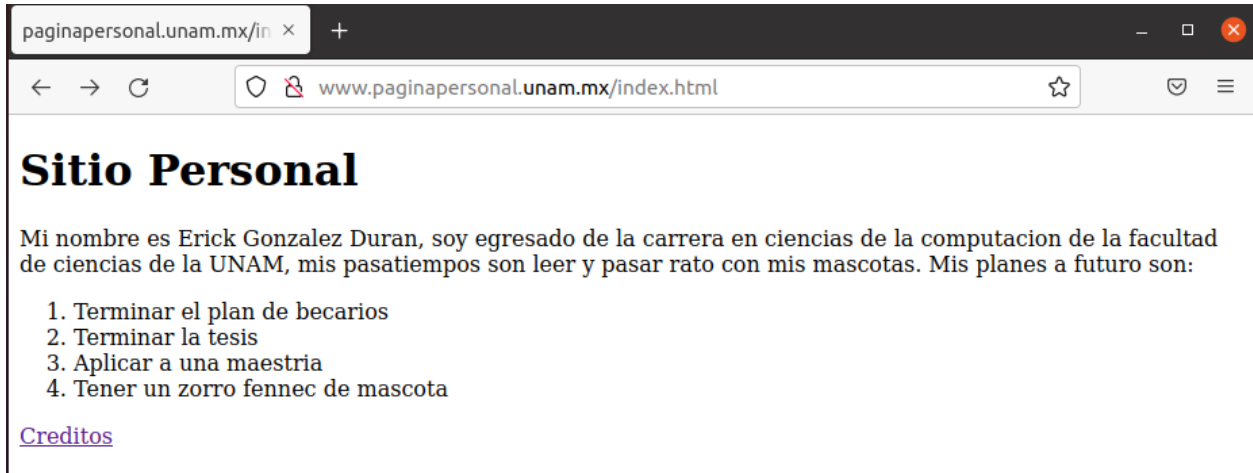 paginapersonal.unam.mx/in
www.paginapersonal.unam.mx/index.html
Sitio Personal
Mi nombre es Erick Gonzalez Duran, soy egresado de la carrera en ciencias de la computacion de la facultad
de ciencias de la UNAM, mis pasatiempos son leer y pasar rato con mis mascotas. Mis planes a futuro son:
1. Terminar el plan de becarios
2. Terminar la tesis
3. Aplicar a una maestria
4. Tener un zorro fennec de mascota
Creditos